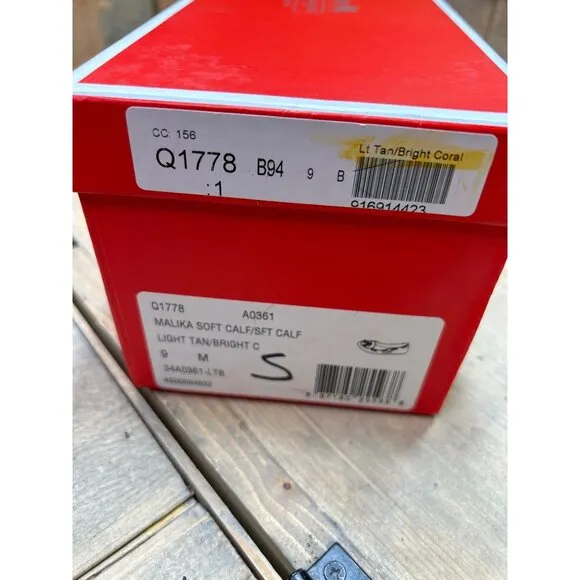 CC: 156
Lt Tan/Bright Coral
Q1778 B94 9 B
:1
916914423
Q1778 A0361
MALIKA SOFT CALF/SFT CALF
LIGHT TAN/BRIGHT C
9 M
S
34A0361-LTB